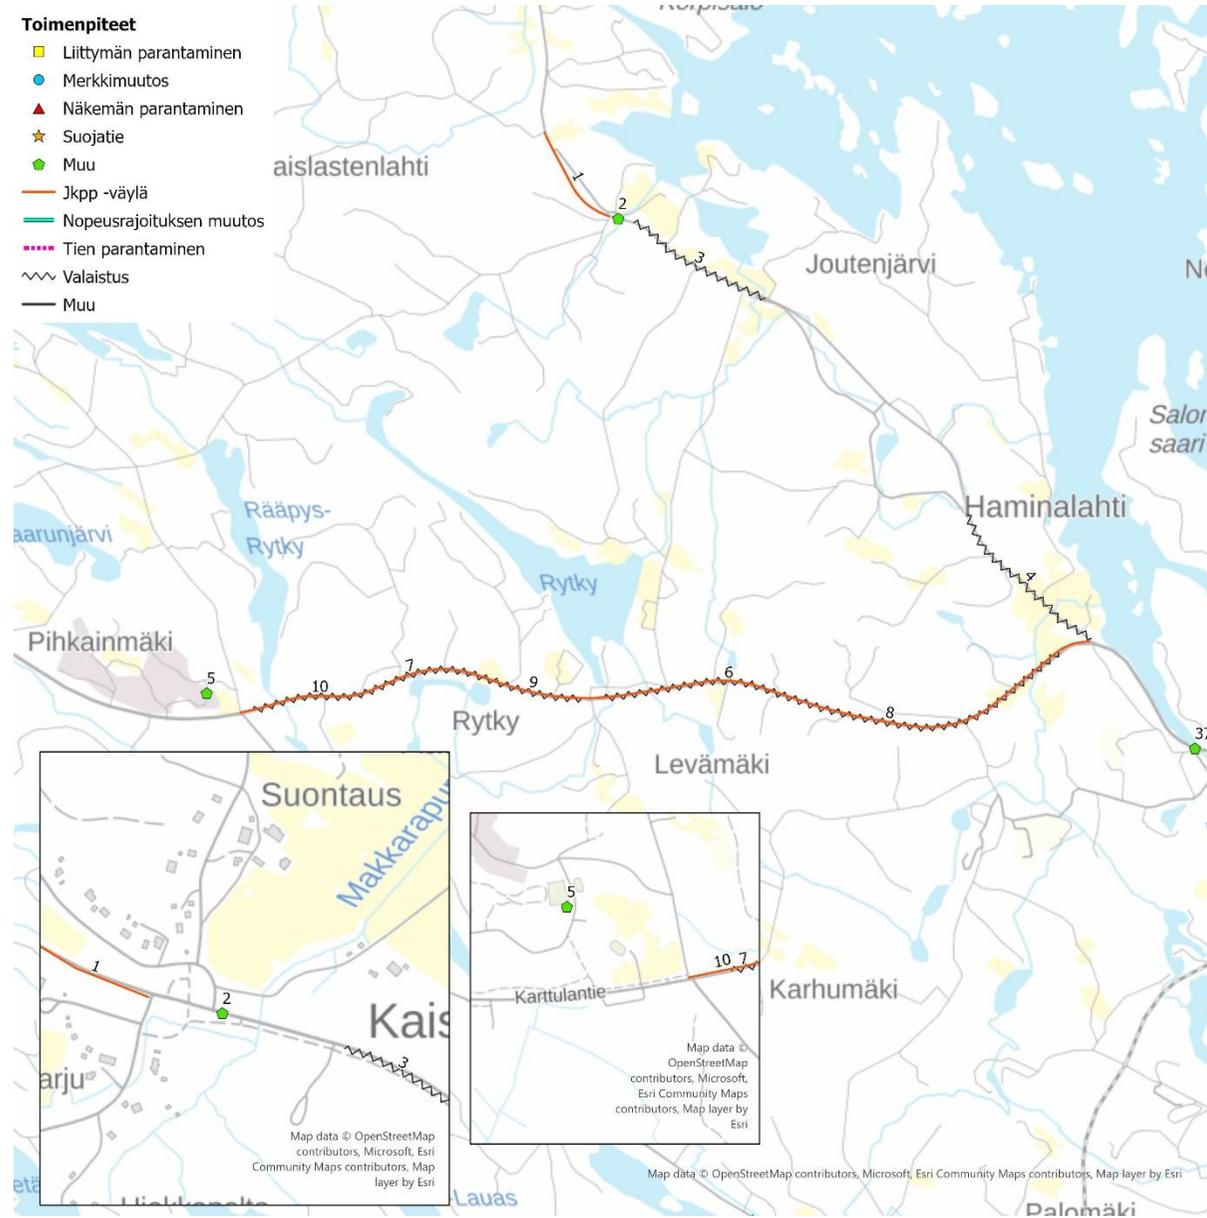 Toimenpiteet
Liittymän parantaminen
Merkkimuutos
Näkemän parantaminen
Suojatie
Muu
Jkpp -väylä
Nopeusrajoituksen muutos
Tien parantaminen
Valaistus
Muu
aislastenlahti
1
2
3
Joutenjärvi
Salon
saari
Haminalahti
4
Rääpys-
Rytky
aarunjärvi
Rytky
Pihkainmäki
5
10
7
9
6
8
Rytky
Levämäki
37
Suontaus
Makkarapur
1
2
Kais
3
arju
Map data © OpenStreetMap
contributors, Microsoft, Esri
Community Maps contributors, Map
layer by Esri
5
10 7
Karttulantie
Map data ©
OpenStreetMap
contributors, Microsoft,
Esri Community Maps
contributors, Map layer by
Esri
Karhumäki
Map data © OpenStreetMap contributors, Microsoft, Esri Community Maps contributors, Map layer by Esri
etä
-Lauas
Palomäki